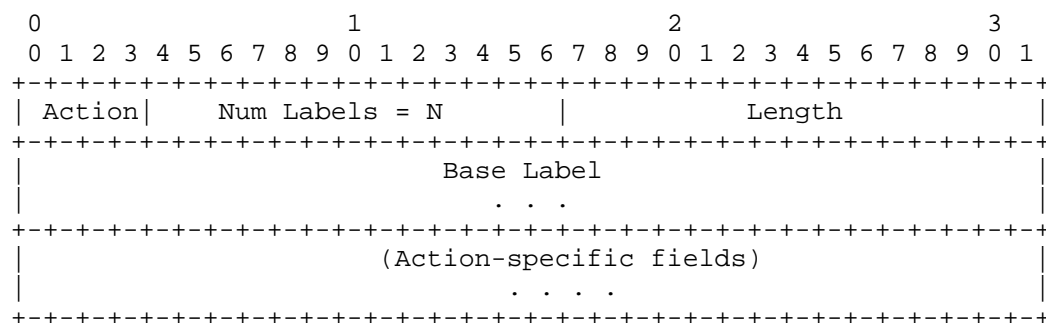 0                   1                   2                   3
 0 1 2 3 4 5 6 7 8 9 0 1 2 3 4 5 6 7 8 9 0 1 2 3 4 5 6 7 8 9 0 1
+-+-+-+-+-+-+-+-+-+-+-+-+-+-+-+-+-+-+-+-+-+-+-+-+-+-+-+-+-+-+-+-+
| Action|    Num Labels = N       |           Length            |
+-+-+-+-+-+-+-+-+-+-+-+-+-+-+-+-+-+-+-+-+-+-+-+-+-+-+-+-+-+-+-+-+
|                          Base Label                           |
|                             . . .                             |
+-+-+-+-+-+-+-+-+-+-+-+-+-+-+-+-+-+-+-+-+-+-+-+-+-+-+-+-+-+-+-+-+
|                      (Action-specific fields)                 |
|                              . . . .                          |
+-+-+-+-+-+-+-+-+-+-+-+-+-+-+-+-+-+-+-+-+-+-+-+-+-+-+-+-+-+-+-+-+